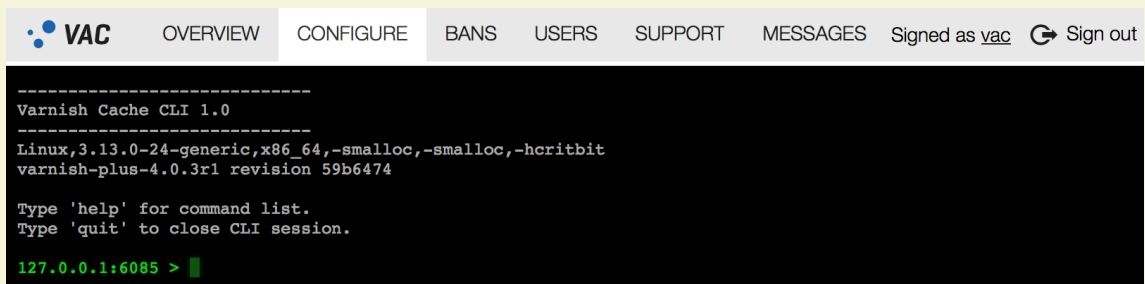 VAC OVERVIEW CONFIGURE BANS USERS SUPPORT MESSAGES Signed as vac Sign out
-----------------------------
Varnish Cache CLI 1.0
-----------------------------
Linux,3.13.0-24-generic,x86_64,-smalloc,-smalloc,-hcritbit
varnish-plus-4.0.3r1 revision 59b6474
Type 'help' for command list.
Type 'quit' to close CLI session.
127.0.0.1:6085 >